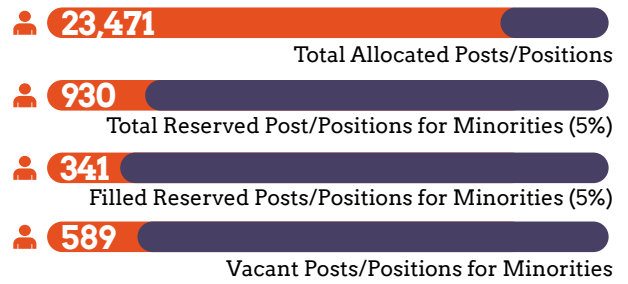 23,471
Total Allocated Posts/Positions
930
Total Reserved Post/Positions for Minorities (5%)
341
Filled Reserved Posts/Positions for Minorities (5%)
589
Vacant Posts/Positions for Minorities